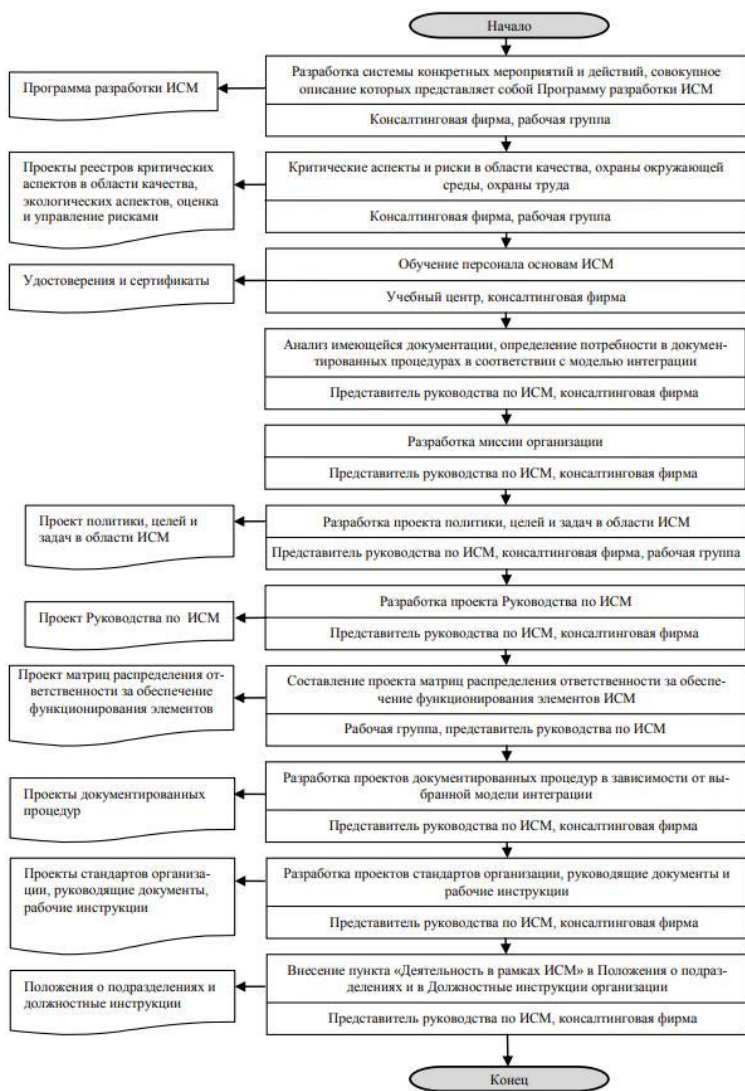 Начало
Программа разработки ИСМ
Разработка системы конкретных мероприятий и действий, совокупное
описание которых представляет собой Программу разработки ИСМ
Консалтинговая фирма, рабочая группа
Проекты реестров критических
аспектов в области качества,
экологических аспектов, оценка
и управление рисками
Критические аспекты и риски в области качества, охраны окружающей
среды, охраны труда
Консалтинговая фирма, рабочая группа
Удостоверения и сертификаты
Обучение персонала основам ИСМ
Учебный центр, консалтинговая фирма
Анализ имеющейся документации, определение потребности в докумен-
тированных процедурах в соответствии с моделью интеграции
Представитель руководства по ИСМ, консалтинговая фирма
Разработка миссии организации
Представитель руководства по ИСМ, консалтинговая фирма
Проект политики, целей и
задач в области ИСМ
Разработка проекта политики, целей и задач в области ИСМ
Представитель руководства по ИСМ, консалтинговая фирма, рабочая группа
Проект Руководства по ИСМ
Разработка проекта Руководства по ИСМ
Представитель руководства по ИСМ, консалтинговая фирма
Проект матриц распределения от-
ветственности за обеспечение
функционирования элементов
Составление проекта матриц распределения ответственности за обеспе-
чение функционирования элементов ИСМ
Рабочая группа, представитель руководства по ИСМ
Проекты документированных
процедур
Разработка проектов документированных процедур в зависимости от вы-
бранной модели интеграции
Представитель руководства по ИСМ, консалтинговая фирма
Проекты стандартов организа-
ции, руководящие документы,
рабочие инструкции
Разработка проектов стандартов организации, руководящие документы и
рабочие инструкции
Представитель руководства по ИСМ, консалтинговая фирма
Положения о подразделениях и
должностные инструкции
Внесение пункта «Деятельность в рамках ИСМ» в Положения о подраз-
делениях и в Должностные инструкции организации
Представитель руководства по ИСМ, консалтинговая фирма
Конец